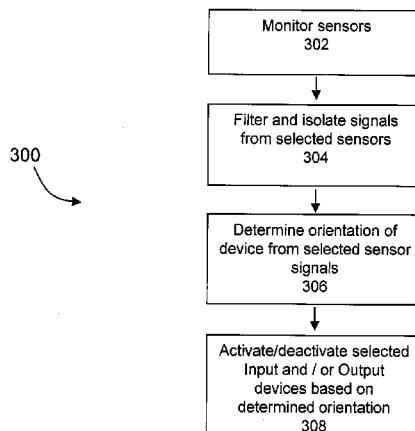 Monitor sensors
302
Filter and isolate signals
from selected sensors
304
300
Determine orientation of
device from selected sensor
signals
306
Activate/deactivate selected
Input and / or Output
devices based on
determined orientation
308